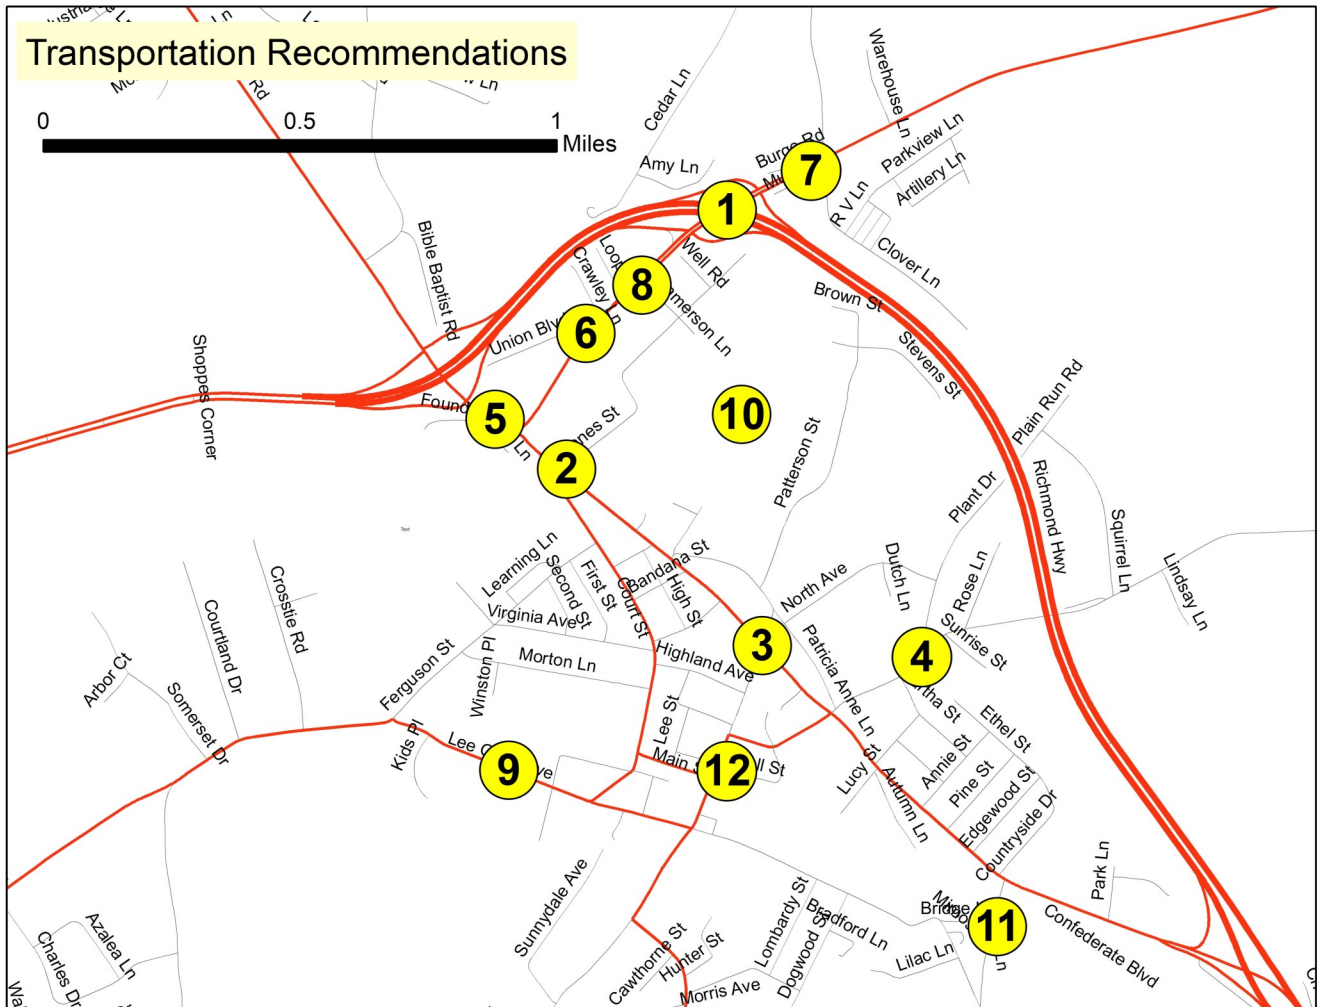 Transportation Recommendations
0 0.5 1
Miles
Rd
Ln
Cedar Ln
Warehouse Ln
Parkview Ln
Artillery Ln
Amy Ln
7
1
R V Ln
Clover Ln
Bible Baptist Rd
Well Rd
8
Crawley
6
Brown St
Stevens St
Shoppes Corner
5
Ln
2
10
Patterson St
Plain Run Rd
Plant Dr
Richmond Hwy
Squirrel Ln
Lindsay Ln
Text
Learning Ln
Second St
First St
Court St
Bandana St
High St
North Ave
Dutch Ln
Rose Ln
Sunrise St
Crosstie Rd
Courtland Dr
Arbor Ct
Somerset Dr
Virginia Ave
Morton Ln
Highland Ave
3
4
Patricia Anne Ln
Ferguson St
Winston Pl
Kids Pl
Lee St
9
12
Lucy St
Autumn Ln
Annie St
Pine St
Ethel St
Edgewood St
Countryside Dr
Park Ln
Confederate Blvd
11
Lilac Ln
Bradford Ln
Lombardy St
Dogwood St
Sunnydale Ave
Cawthorne St
Hunter St
Morris Ave
Azalea Ln
Charles Dr